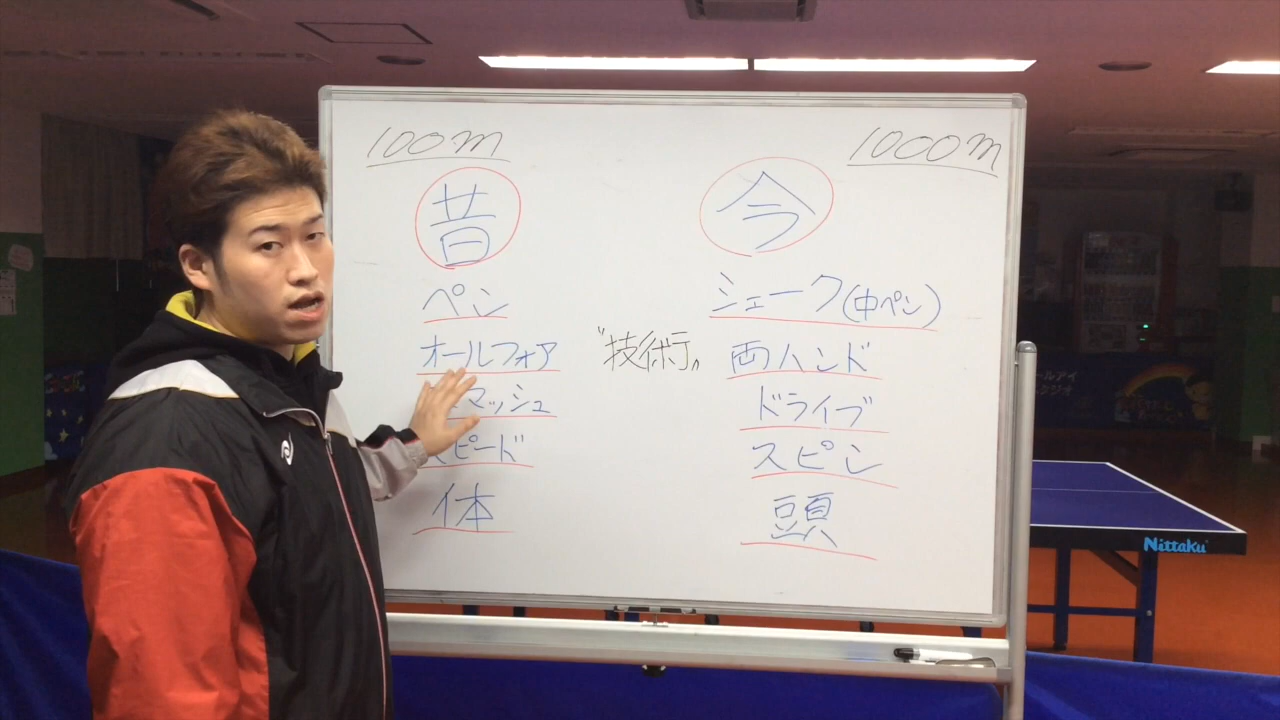 100m
1000m
昔
今
ペン
シェーク(中ペン)
オールフォア
"技術"
両ハンド
マッシュ
ドライブ
スピード
スピン
体
頭
Nittaku